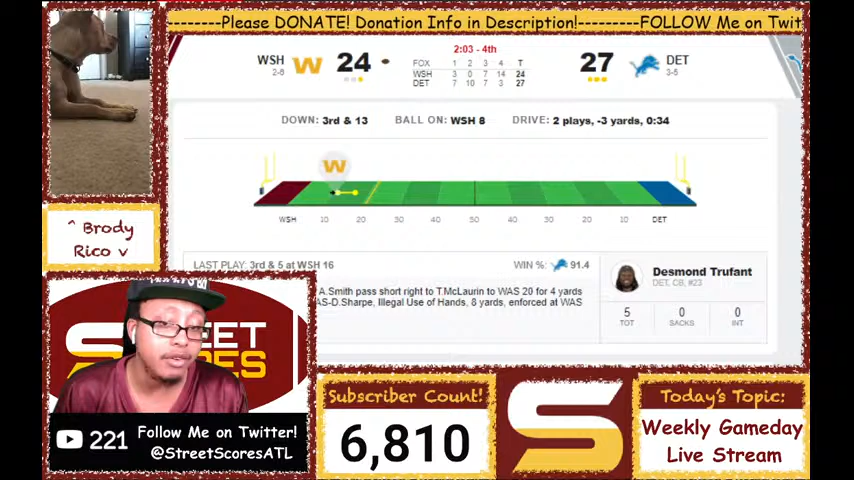 -------Please DONATE! Donation Info in Description!---------FOLLOW Me on Twit
2:03 - 4th
WSH W 24 27 DET
2-6 3-5
FOX 1 2 3 4 T
WSH 3 0 7 14 24
DET 7 10 7 3 27
DOWN: 3rd & 13 BALL ON: WSH 8 DRIVE: 2 plays, -3 yards, 0:34
W
WSH 10 20 30 40 50 40 30 20 10 DET
LAST PLAY: 3rd & 5 at WSH 16 WIN %: 91.4
A.Smith pass short right to T.McLaurin to WAS 20 for 4 yards
AS-D.Sharpe, Illegal Use of Hands, 8 yards, enforced at WAS
Desmond Trufant
DET, CB, #23
5 0 0
TOT SACKS INT
^ Brody
Rico v
STREET
SCORES
221
Follow Me on Twitter!
@StreetScoresATL
Subscriber Count!
6,810
S
Today's Topic:
Weekly Gameday
Live Stream